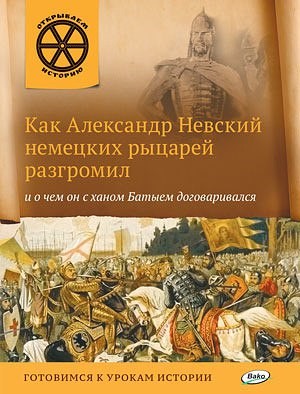 ОТКРЫВАЕМ
ИСТОРИЮ
Как Александр Невский
немецких рыцарей
разгромил
и о чем он с ханом Батыем договаривался
ГОТОВИМСЯ К УРОКАМ ИСТОРИИ
Вако